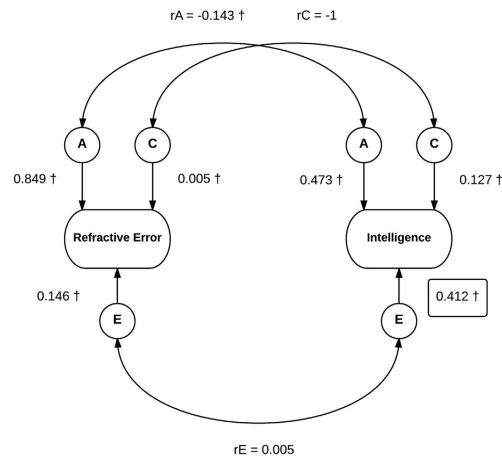 rA = -0.143 † rC = -1
A C A C
0.849 † 0.005 † 0.473 † 0.127 †
Refractive Error Intelligence
0.146 † 0.412 †
E E
rE = 0.005